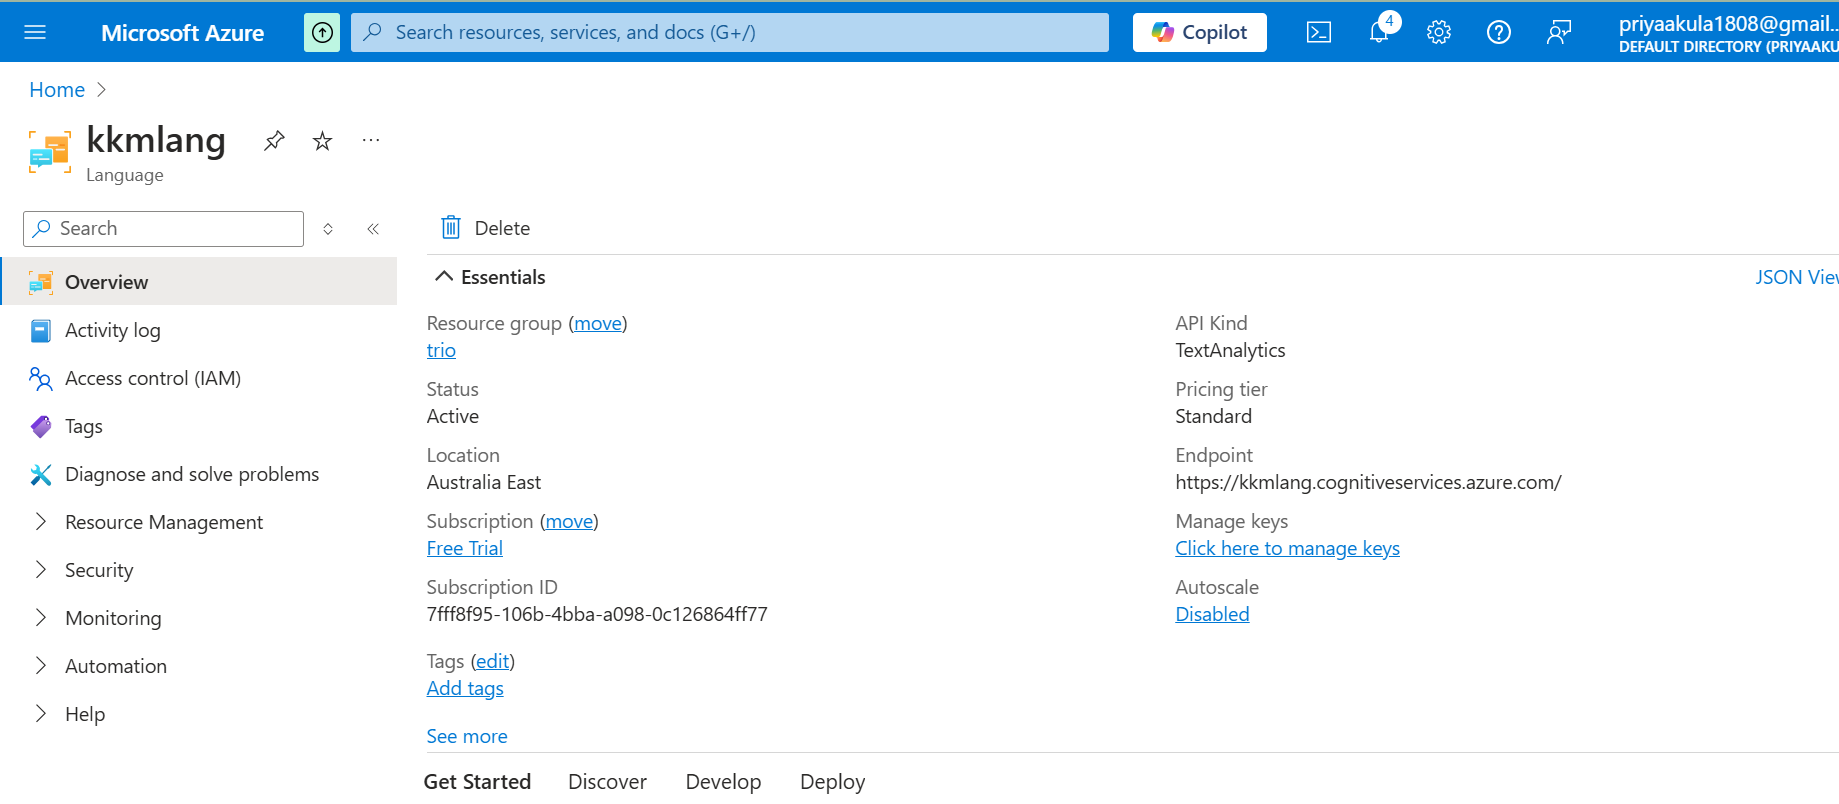 Microsoft Azure
Search resources, services, and docs (G+/)
Copilot
4
priyaakula1808@gmail...
DEFAULT DIRECTORY (PRIYAAKU
Home
kkmlang
Language
Search
Overview
Activity log
Access control (IAM)
Tags
Diagnose and solve problems
Resource Management
Security
Monitoring
Automation
Help
Delete
Essentials
JSON View
Resource group (move)
trio
Status
Active
Location
Australia East
Subscription (move)
Free Trial
Subscription ID
7fff8f95-106b-4bba-a098-0c126864ff77
Tags (edit)
Add tags
See more
API Kind
TextAnalytics
Pricing tier
Standard
Endpoint
https://kkmlang.cognitiveservices.azure.com/
Manage keys
Click here to manage keys
Autoscale
Disabled
Get Started
Discover
Develop
Deploy